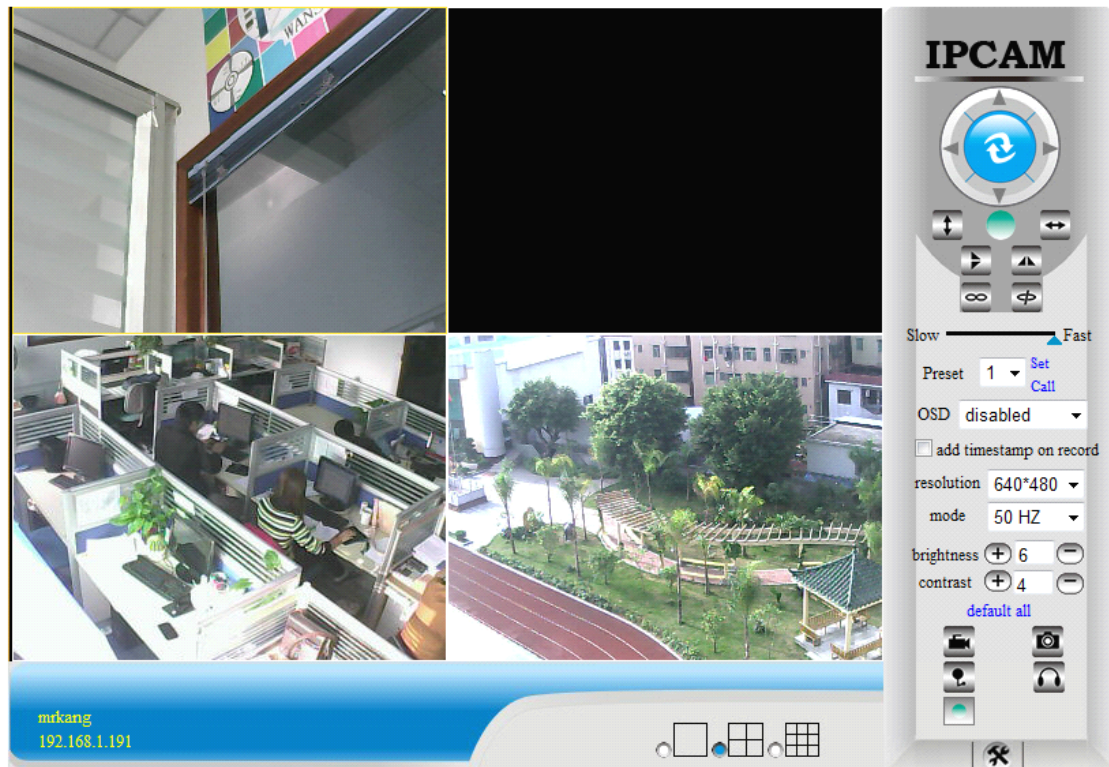 WANS
IPCAM
Slow Fast
Preset 1 Set
Call
OSD disabled
add timestamp on record
resolution 640*480
mode 50 HZ
brightness 6
contrast 4
default all
mrkang
192.168.1.191